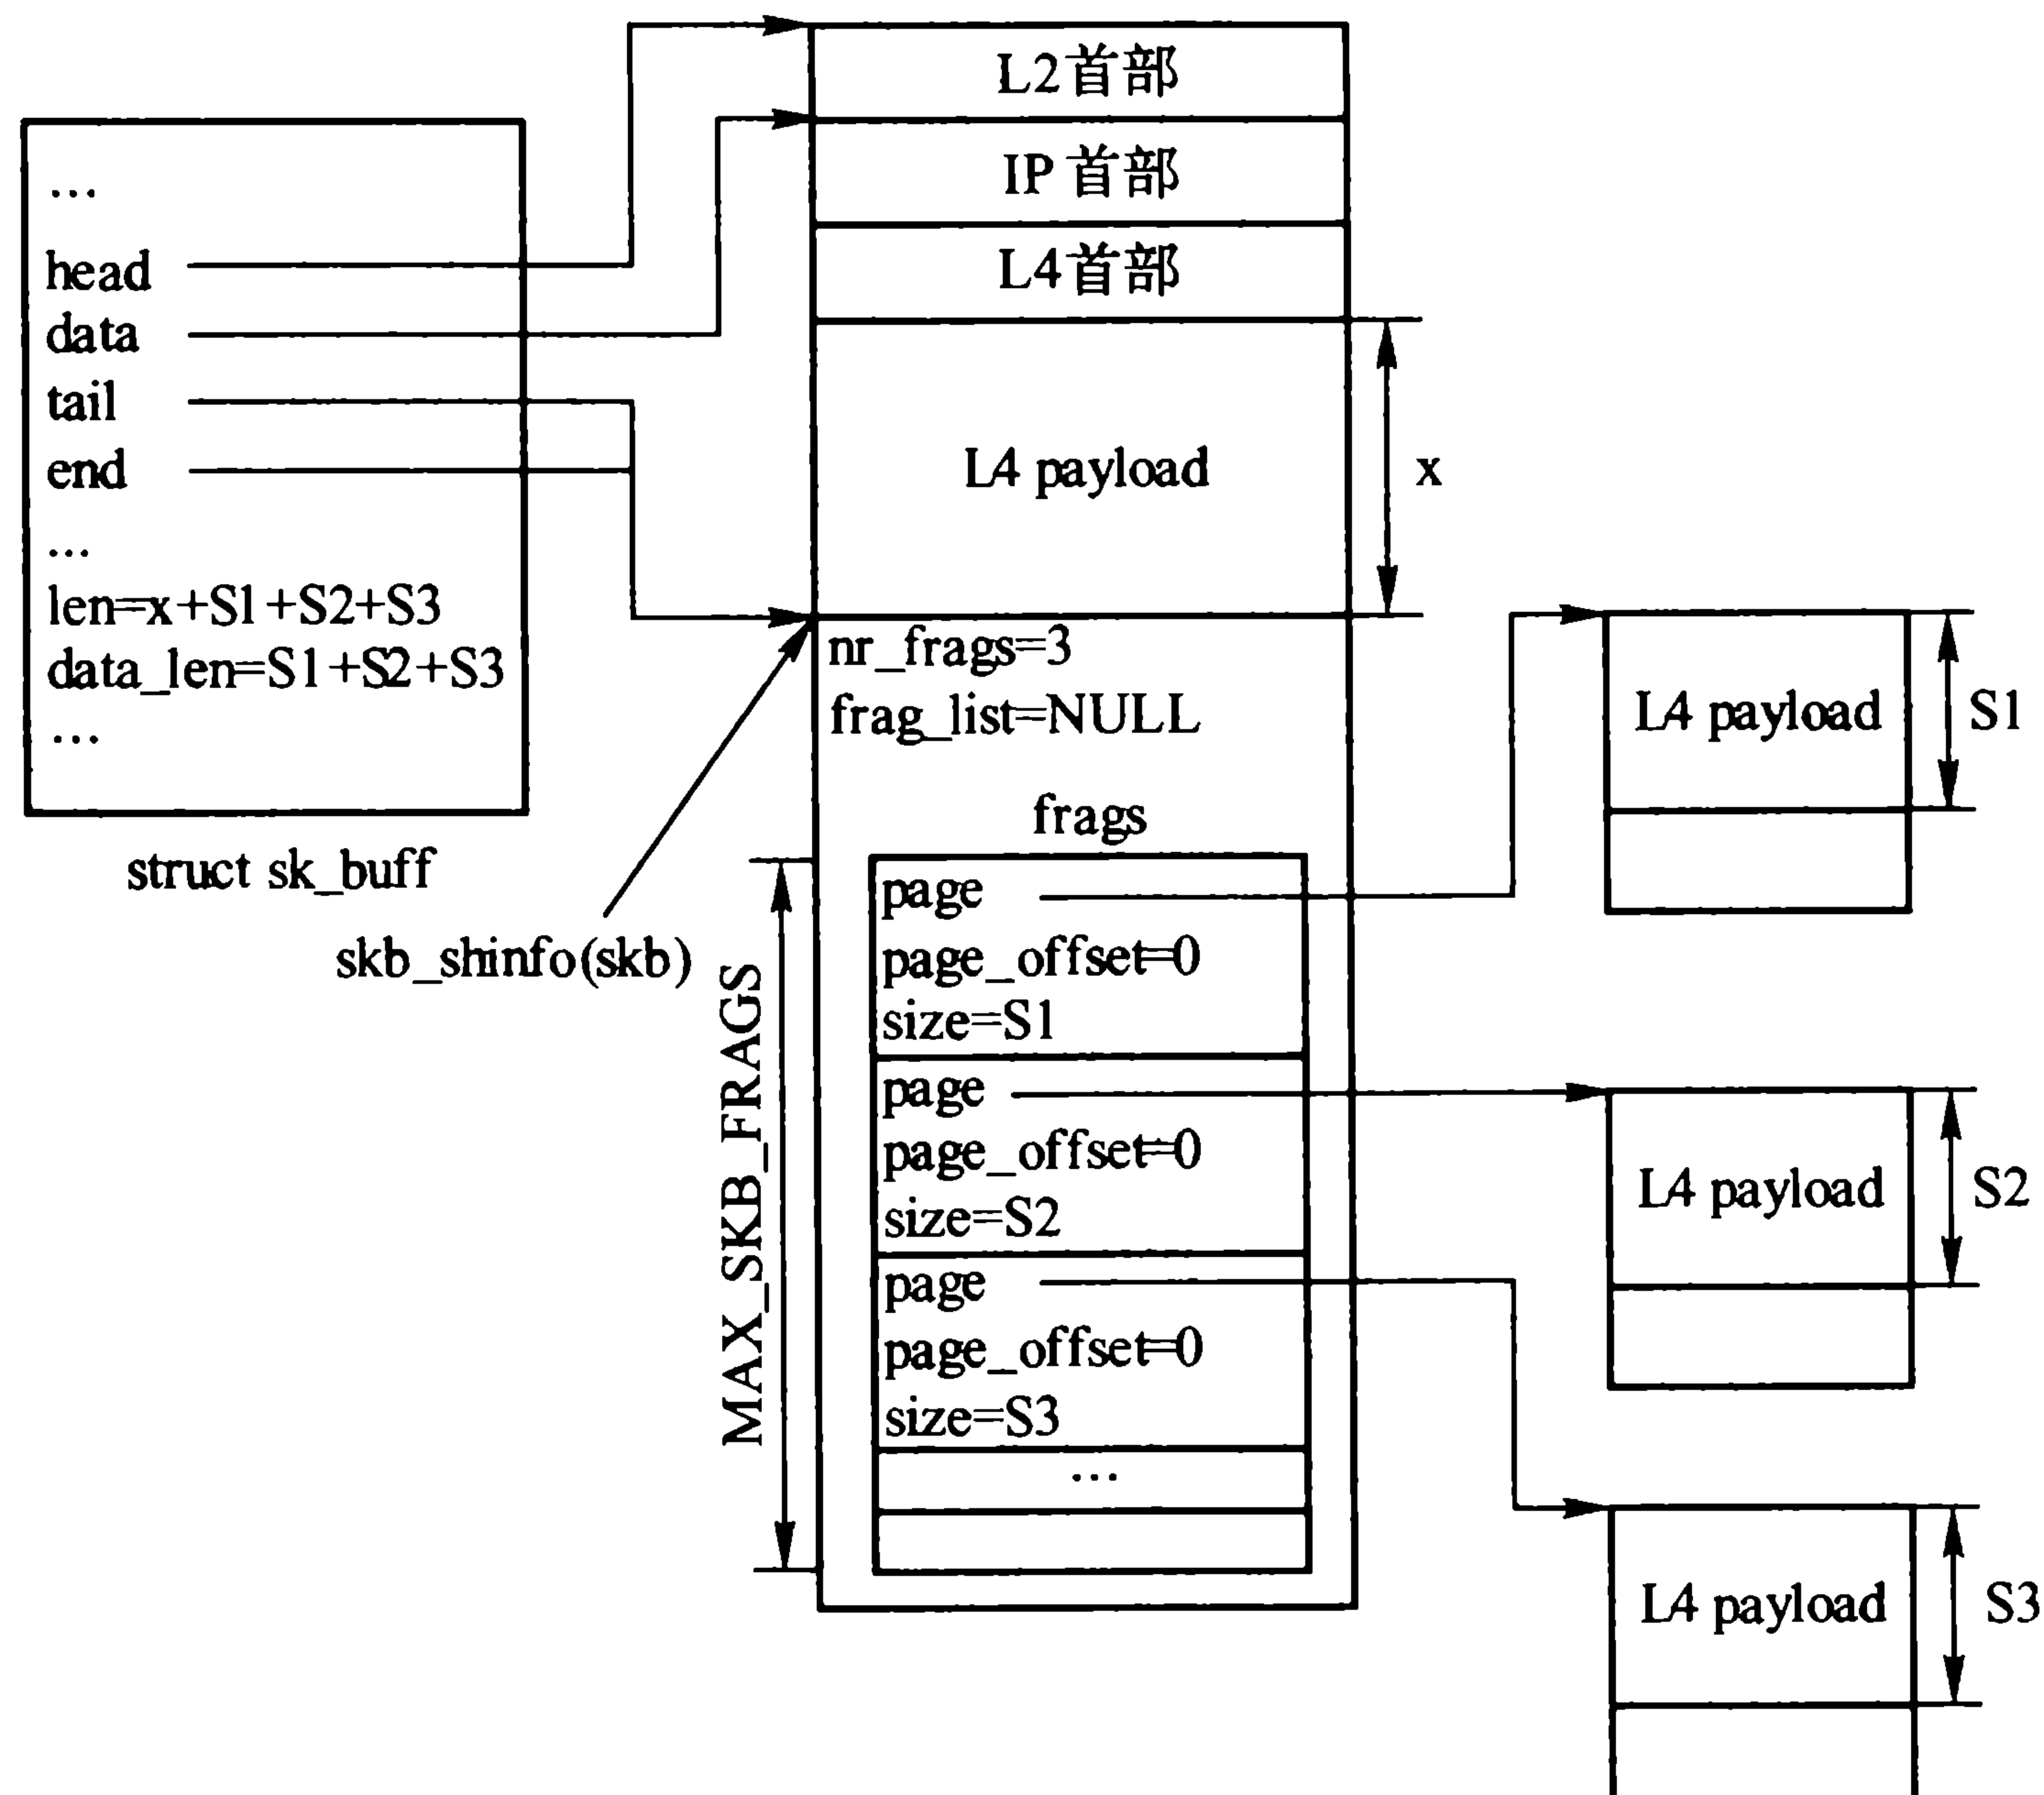 ...
head
data
tail
end
...
len=x+S1+S2+S3
data_len=S1+S2+S3
...
struct sk_buff
skb_shinfo(skb)
L2首部
IP首部
L4首部
L4 payload
x
nr_frags=3
frag_list=NULL
frags
MAX_SKB_FRAGS
page
page_offset=0
size=S1
page
page_offset=0
size=S2
page
page_offset=0
size=S3
...
L4 payload
S1
L4 payload
S2
L4 payload
S3